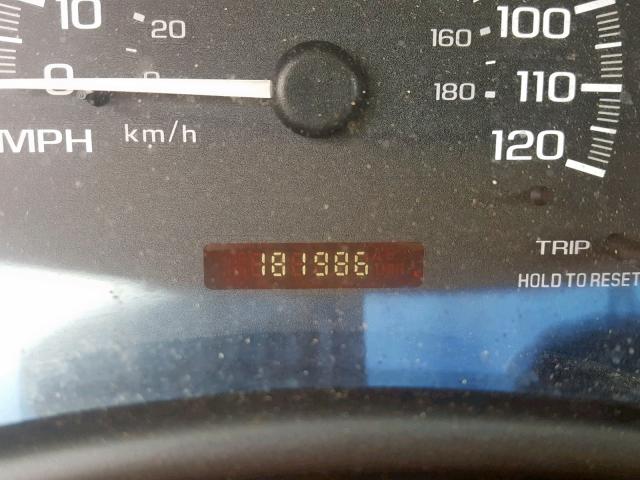 10 20 160 100
0 0 180 110
MPH km/h 120
181986
TRIP
HOLD TO RESET